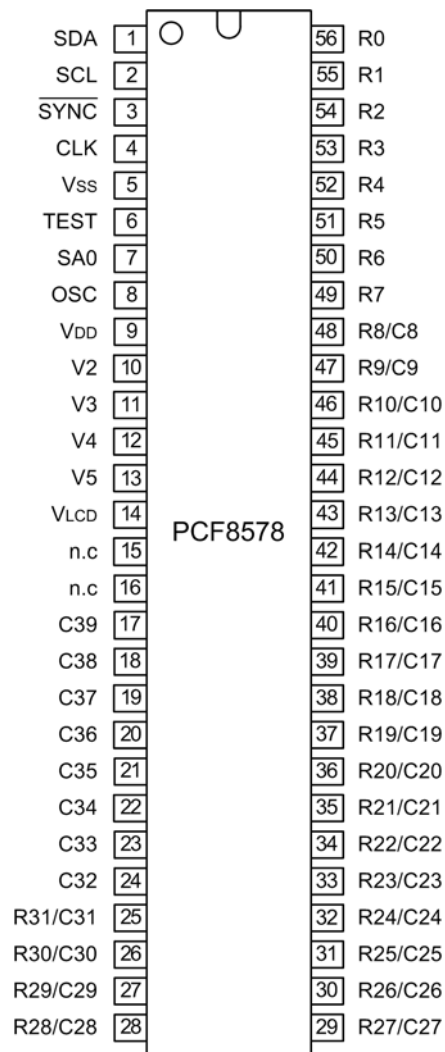 SDA 1 56 R0
SCL 2 55 R1
SYNC 3 54 R2
CLK 4 53 R3
VSS 5 52 R4
TEST 6 51 R5
SA0 7 50 R6
OSC 8 49 R7
VDD 9 48 R8/C8
V2 10 47 R9/C9
V3 11 46 R10/C10
V4 12 45 R11/C11
V5 13 44 R12/C12
VLCD 14 43 R13/C13
PCF8578
n.c 15 42 R14/C14
n.c 16 41 R15/C15
C39 17 40 R16/C16
C38 18 39 R17/C17
C37 19 38 R18/C18
C36 20 37 R19/C19
C35 21 36 R20/C20
C34 22 35 R21/C21
C33 23 34 R22/C22
C32 24 33 R23/C23
R31/C31 25 32 R24/C24
R30/C30 26 31 R25/C25
R29/C29 27 30 R26/C26
R28/C28 28 29 R27/C27